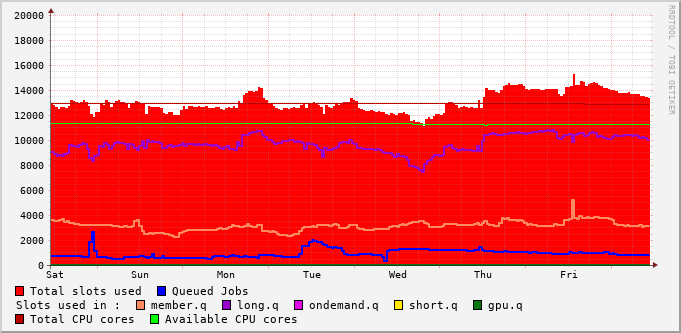 RRDTOOL / TOBI OETIKER
20000
18000
16000
14000
12000
10000
8000
6000
4000
2000
0
Sat Sun Mon Tue Wed Thu Fri
Total slots used Queued Jobs
Slots used in : member.q long.q ondemand.q short.q gpu.q
Total CPU cores Available CPU cores